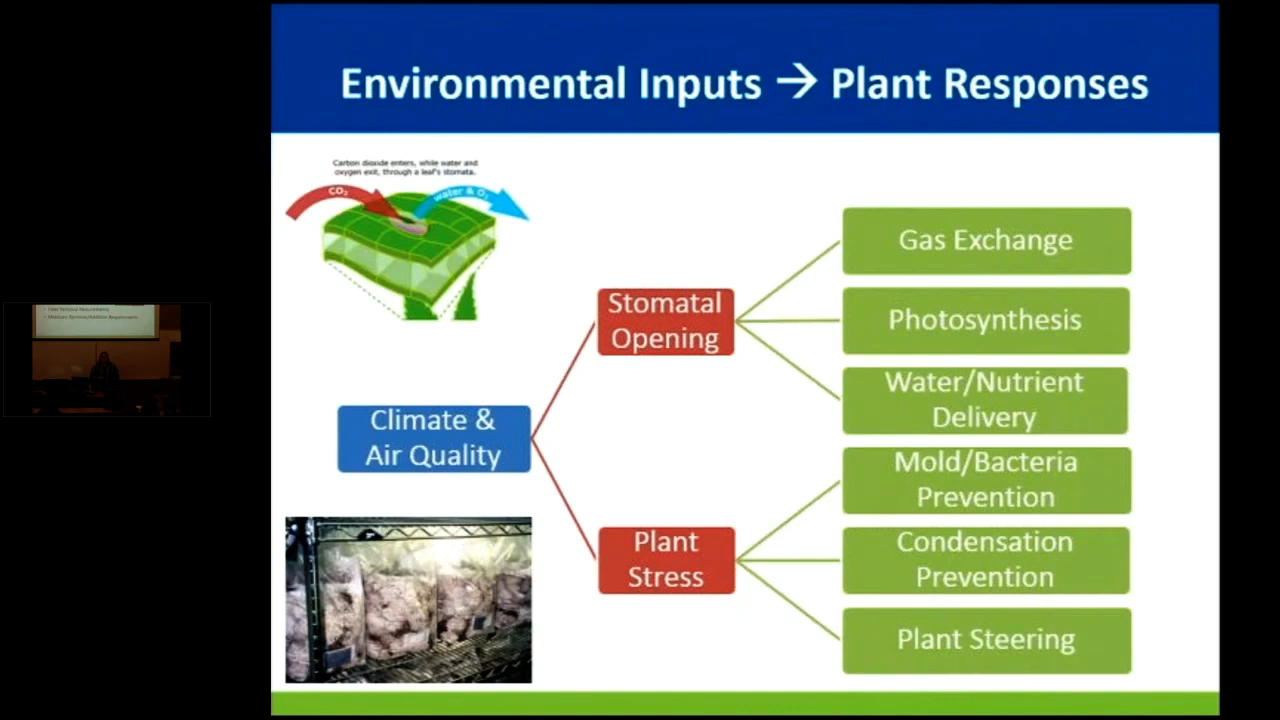 Environmental Inputs → Plant Responses
Carbon dioxide enters, while water and
oxygen exit, through a leaf's stomata.
CO₂
water & O₂
Stomatal
Opening
Gas Exchange
Photosynthesis
Water/Nutrient
Delivery
Climate &
Air Quality
Plant
Stress
Mold/Bacteria
Prevention
Condensation
Prevention
Plant Steering